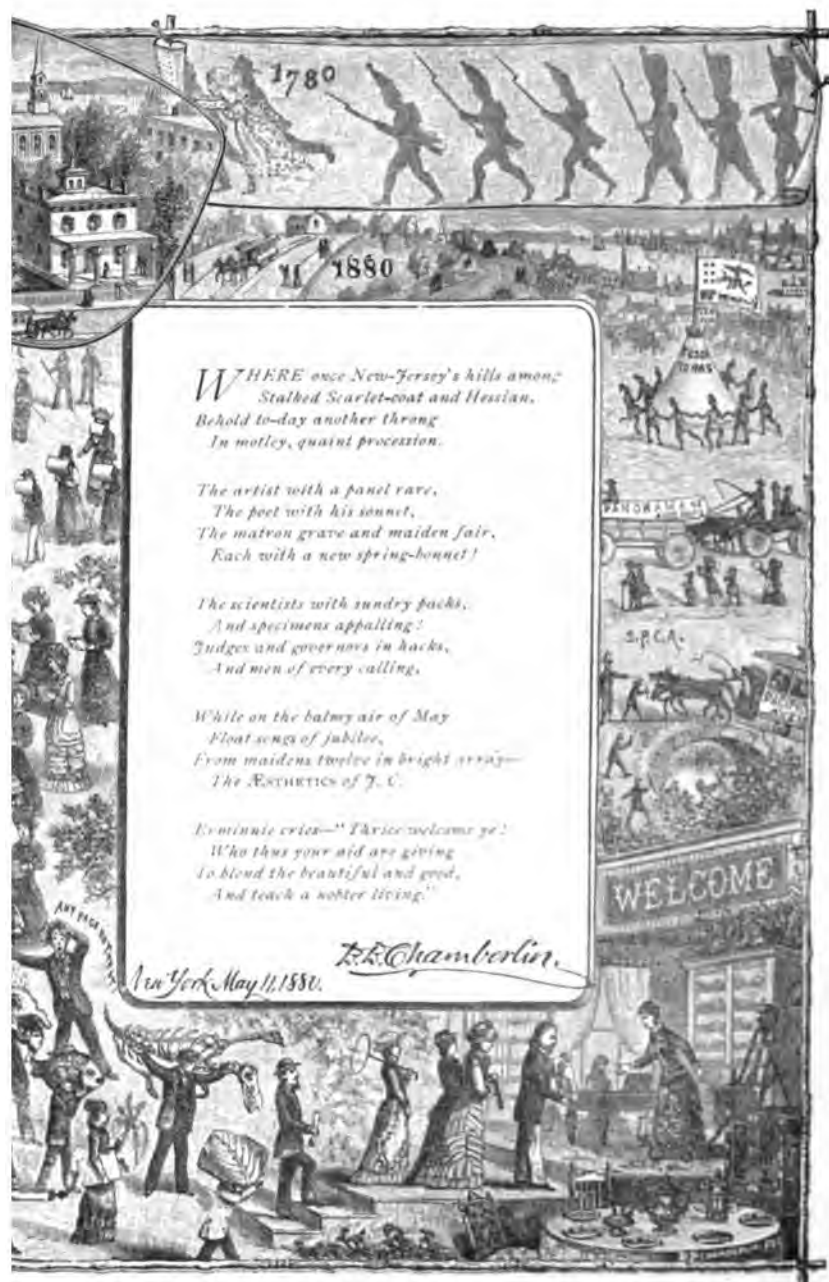 1780
1880
WHERE once New-Jersey's hills among
Stalked Scarlet-coat and Hessian,
Behold to-day another throng
In motley, quaint procession.
The artist with a panel rare,
The poet with his sonnet,
The matron grave and maiden fair,
Each with a new spring-bonnet!
The scientists with sundry packs,
And specimens appalling!
Judges and governors in hacks,
And men of every calling,
While on the balmy air of May
Float songs of jubilee,
From maidens twelve in bright array—
The ÆSTHETICS of J. C.
Erminnie cries—"Thrice welcome ye!
Who thus your aid are giving
To blend the beautiful and good,
And teach a nobler living."
B.B. Chamberlin.
New York May 11, 1880.
PANORAMA
S.P.C.A.
WELCOME
ANY